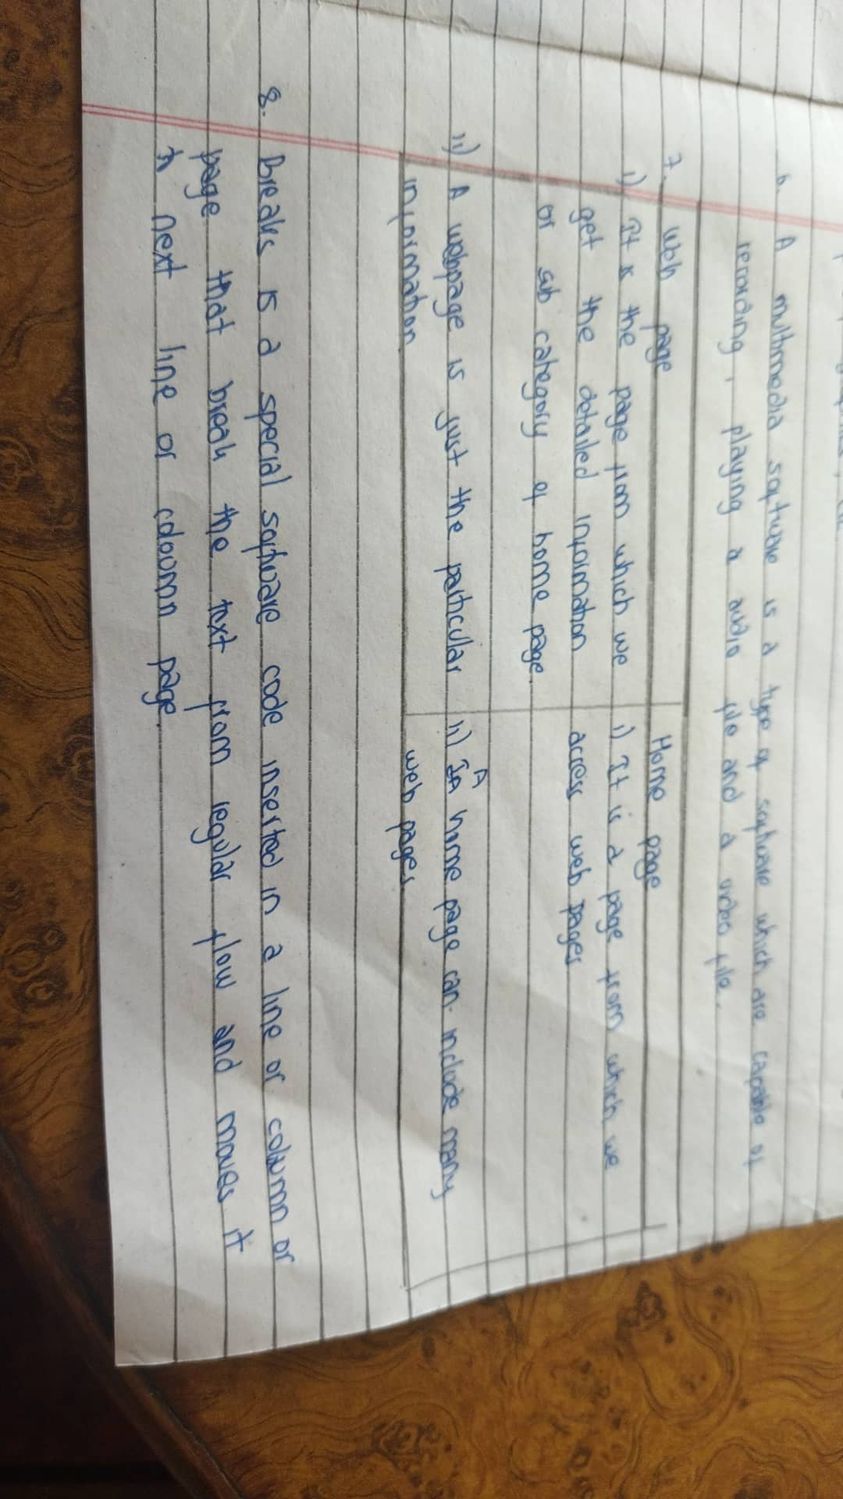 6. A multimedia software is a type of software which are capable of
recording, playing a audio file and a video file.
7. Web page
Home page
i) It is the page from which we
get the detailed information
or sub category of home page.
i) It is a page from which we
access web pages
ii) A webpage is just the particular
information
ii) A home page can include many
web pages
8. Breaks is a special software code inserted in a line or column or
page that break the text from regular flow and moves it
to next line or coloumn page.